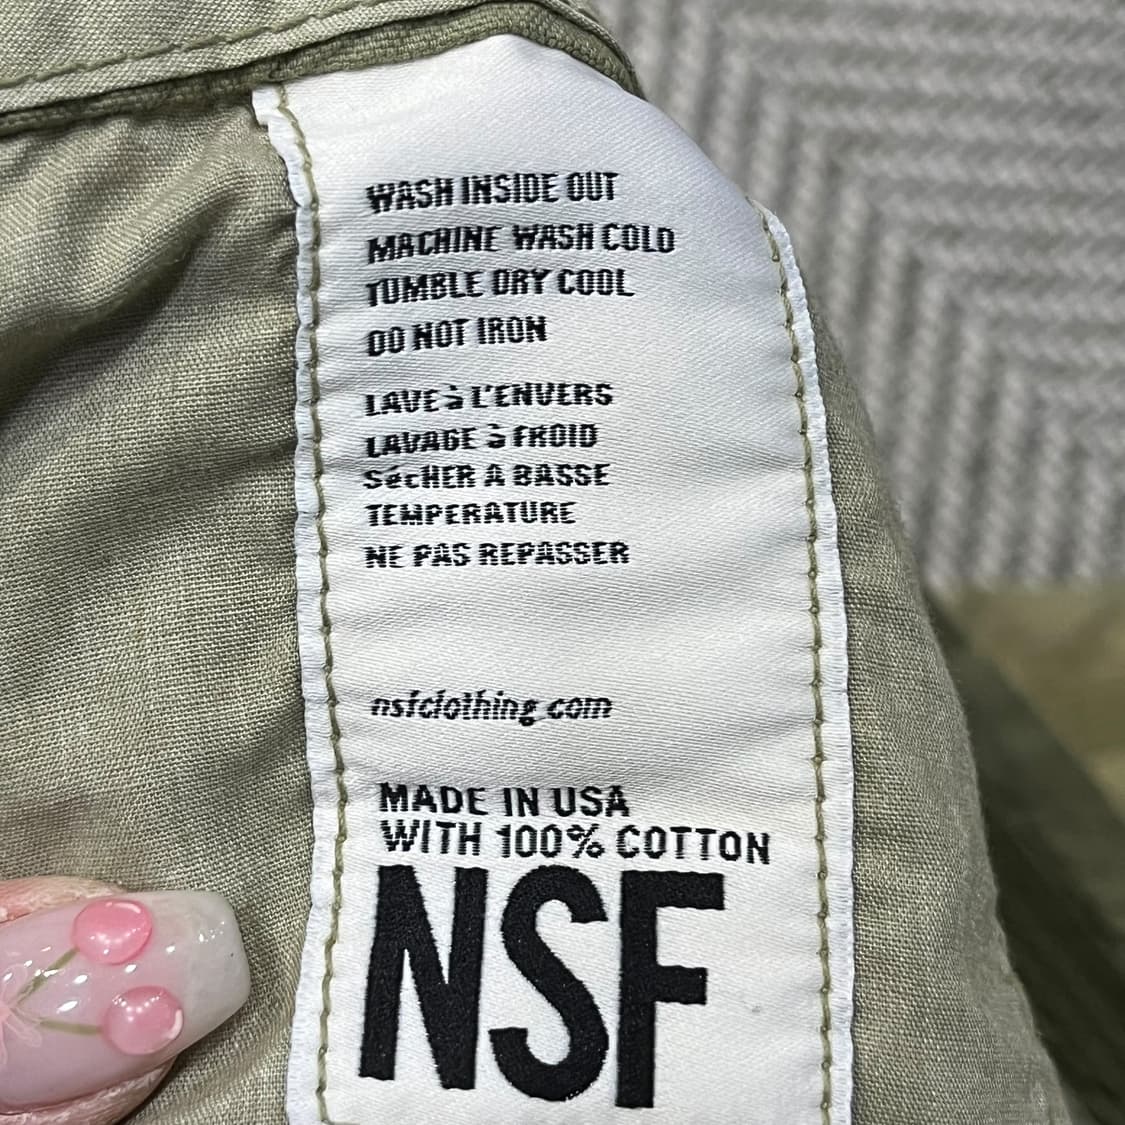 WASH INSIDE OUT
MACHINE WASH COLD
TUMBLE DRY COOL
DO NOT IRON
LAVE à L'ENVERS
LAVAGE à FROID
SécHER A BASSE
TEMPERATURE
NE PAS REPASSER
nsfclothing.com
MADE IN USA
WITH 100% COTTON
NSF